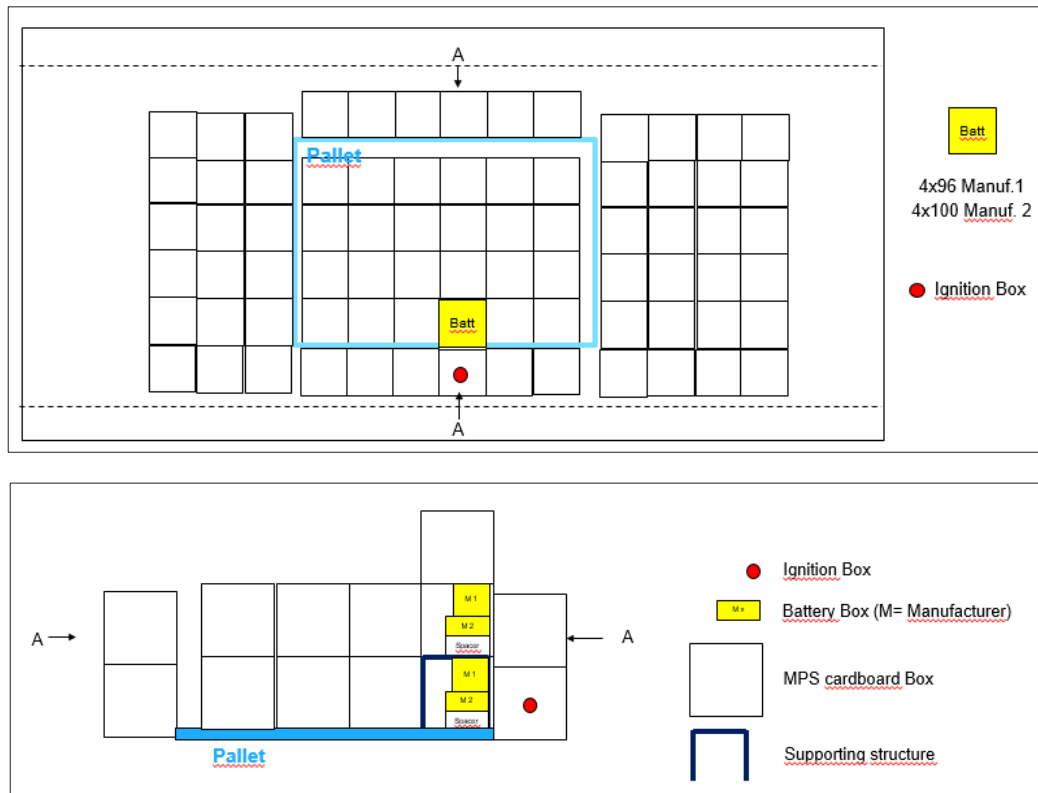 A
Pallet
Batt
Batt
4x96 Manuf.1
4x100 Manuf. 2
Ignition Box
A
M 1
M 2
Spacer
M 1
M 2
Spacer
A
A
Pallet
Ignition Box
M x
Battery Box (M= Manufacturer)
MPS cardboard Box
Supporting structure